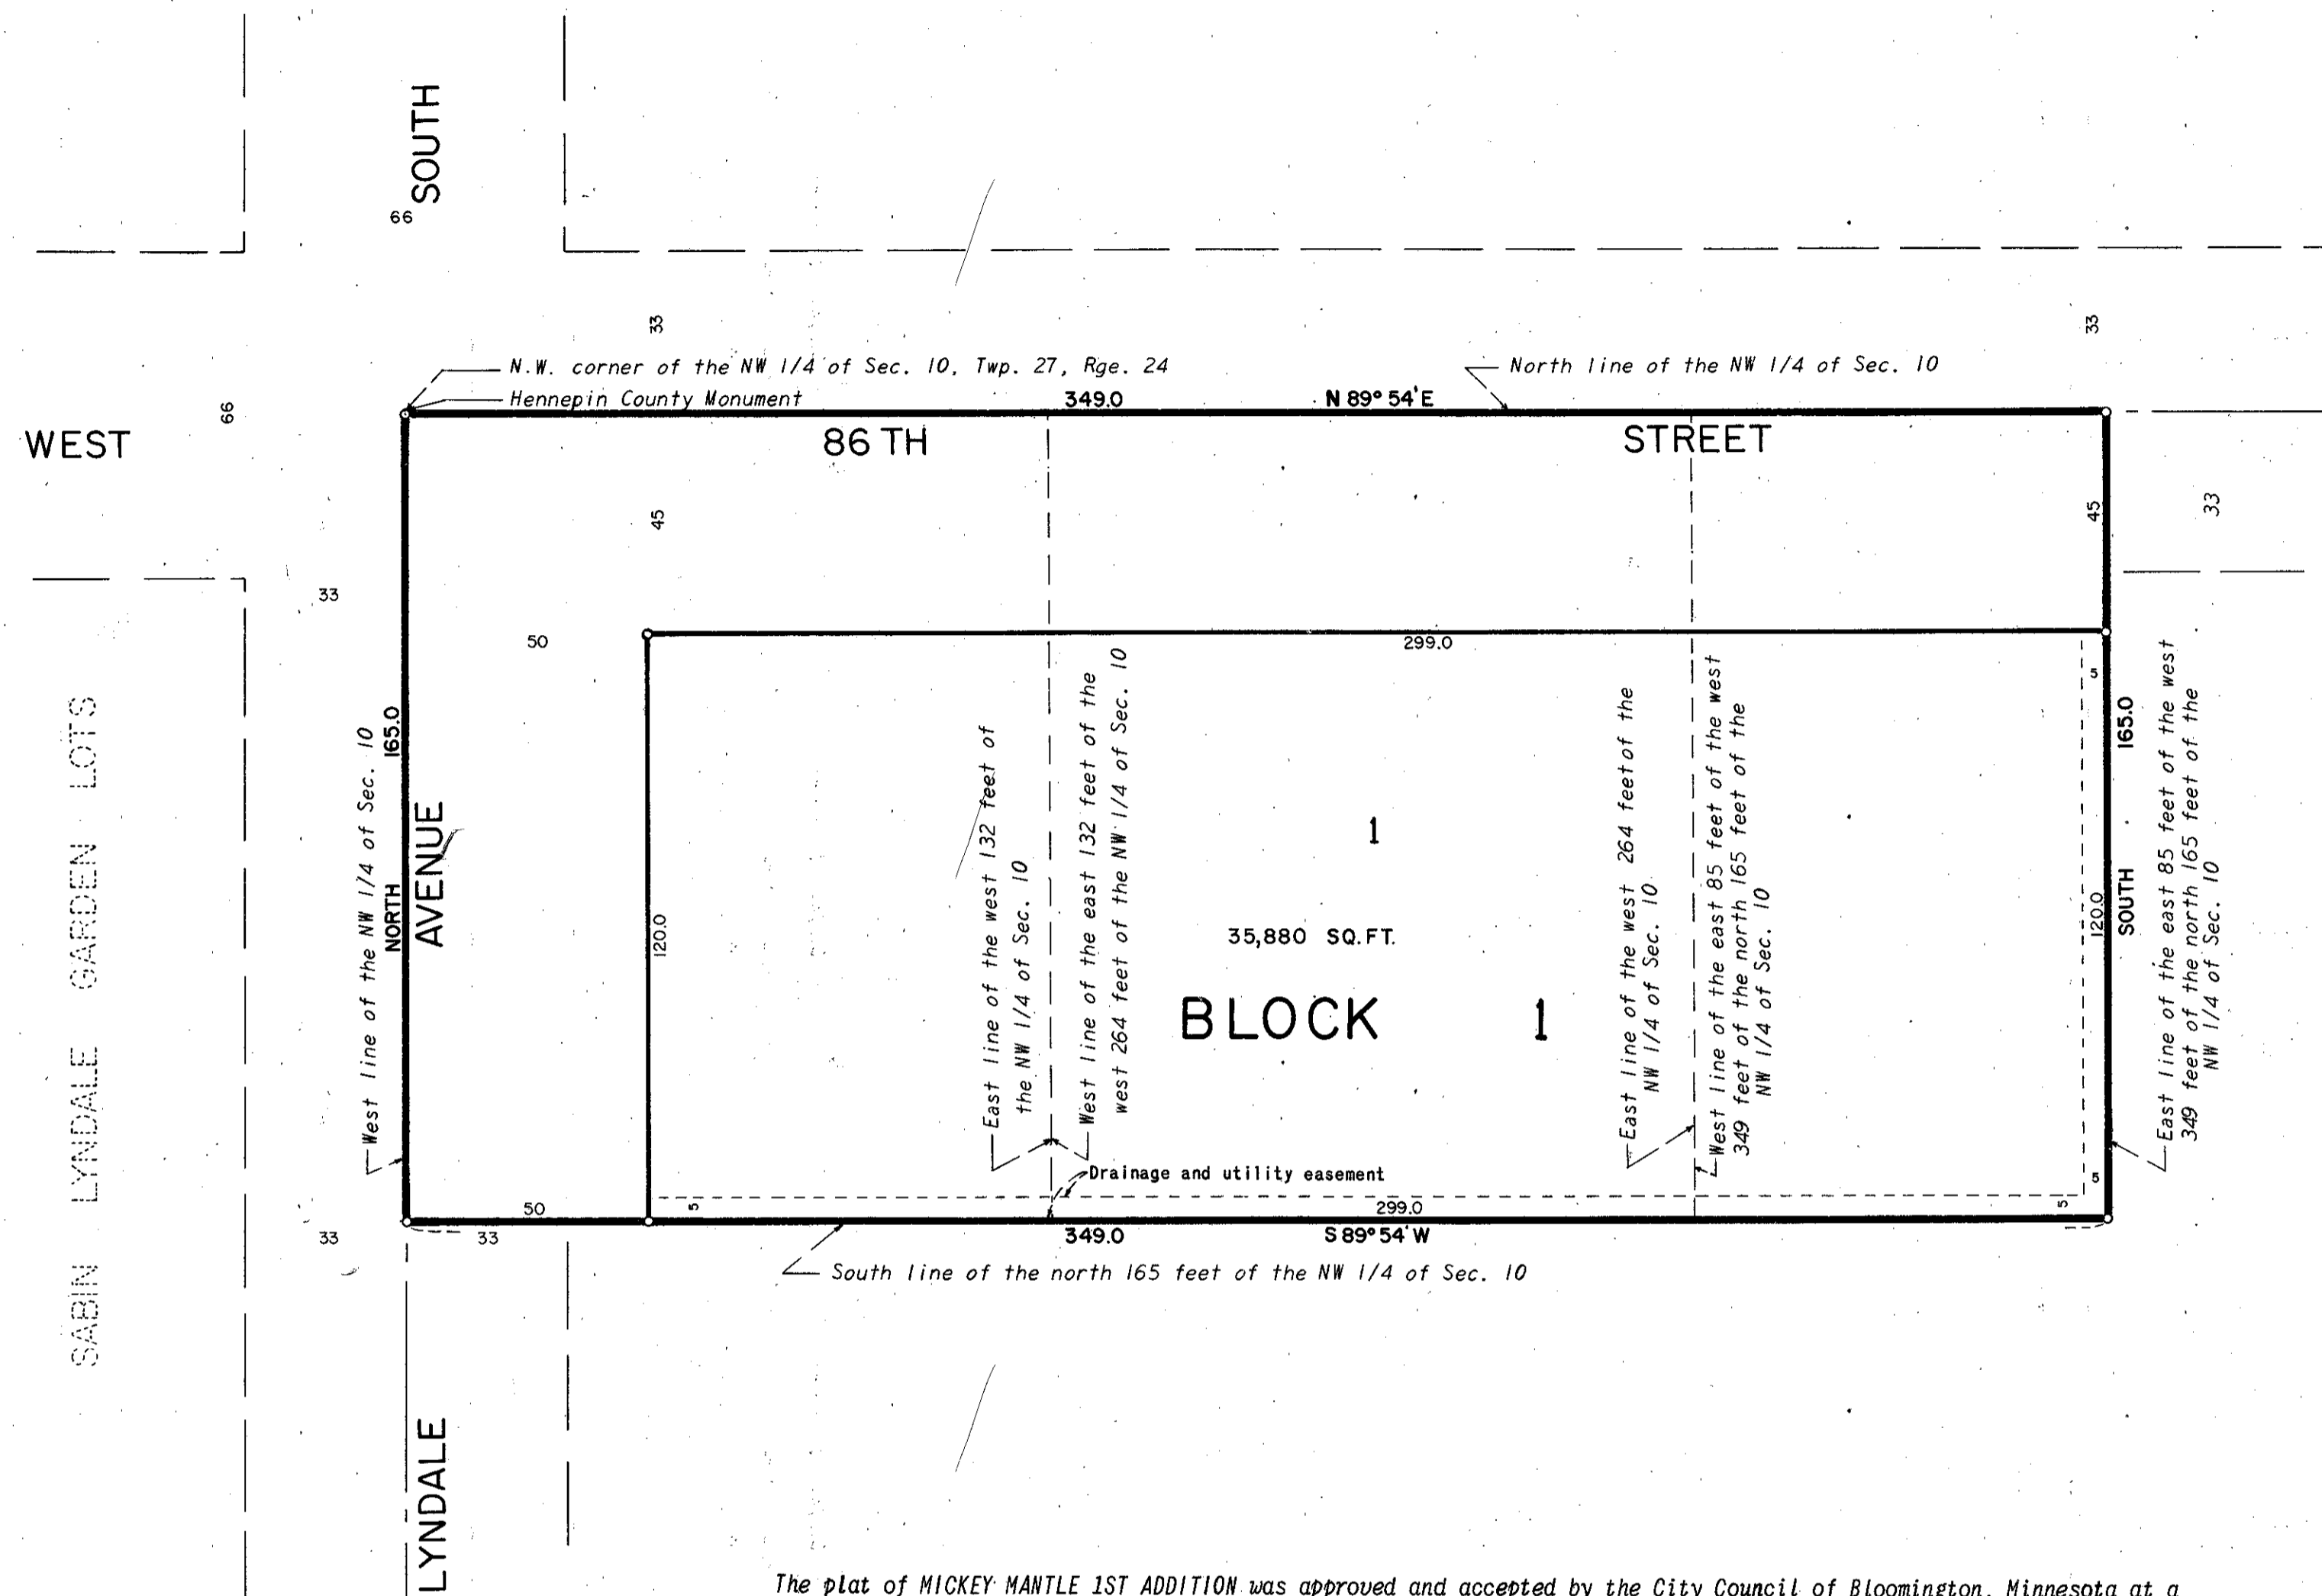 SOUTH
66
33
33
N.W. corner of the NW 1/4 of Sec. 10, Twp. 27, Rge. 24
North line of the NW 1/4 of Sec. 10
Hennepin County Monument
349.0
N 89° 54' E
66
WEST
86 TH
STREET
45
45
33
33
50
299.0
5
SABIN LYNDALE GARDEN LOTS
West line of the NW 1/4 of Sec. 10
NORTH 165.0
AVENUE
120.0
East line of the west 132 feet of
the NW 1/4 of Sec. 10
West line of the east 132 feet of the
west 264 feet of the NW 1/4 of Sec. 10
1
35,880 SQ.FT.
BLOCK 1
East line of the west 264 feet of the
NW 1/4 of Sec. 10
West line of the east 85 feet of the west
349 feet of the north 165 feet of the
NW 1/4 of Sec. 10
120.0
SOUTH 165.0
East line of the east 85 feet of the west
349 feet of the north 165 feet of the
NW 1/4 of Sec. 10
Drainage and utility easement
5
50
5
299.0
5
33
33
349.0
S 89° 54' W
South line of the north 165 feet of the NW 1/4 of Sec. 10
LYNDALE
The plat of MICKEY MANTLE 1ST ADDITION was approved and accepted by the City Council of Bloomington, Minnesota at a